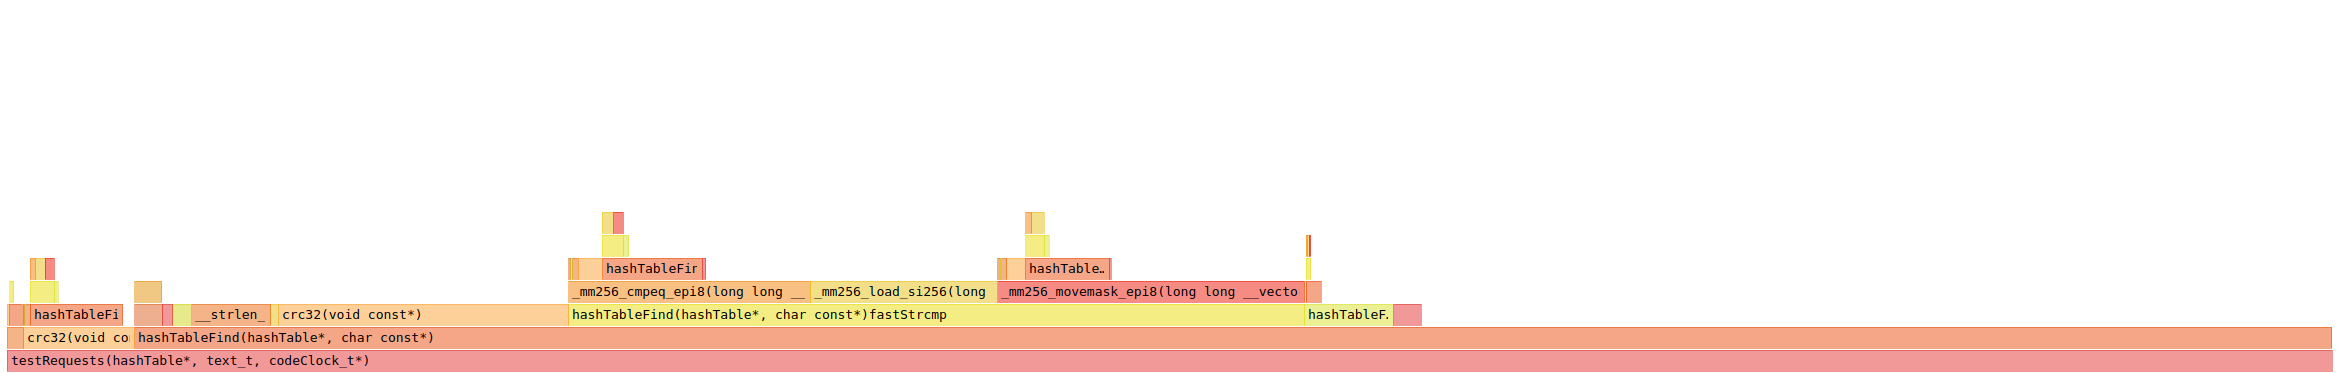 hashTableFir hashTable..
_mm256_cmpeq_epi8(long long __ _mm256_load_si256(long _mm256_movemask_epi8(long long __vecto
hashTableFi __strlen_ crc32(void const*) hashTableFind(hashTable*, char const*)fastStrcmp hashTableF.
crc32(void co hashTableFind(hashTable*, char const*)
testRequests(hashTable*, text_t, codeClock_t*)